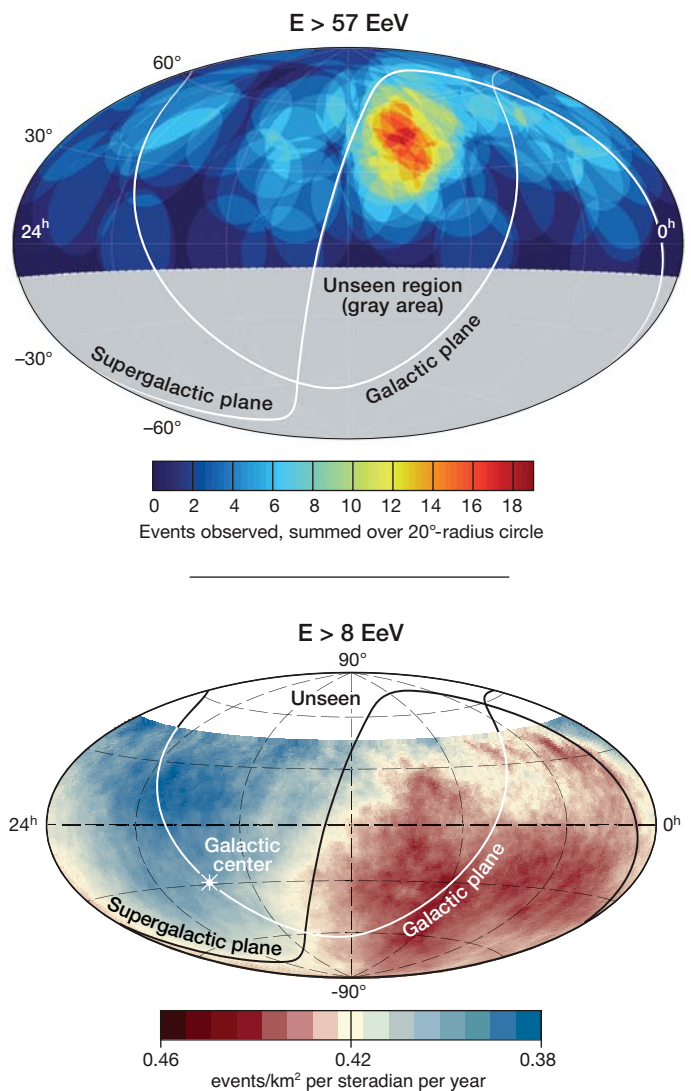 E > 57 EeV
60°
30°
24ʰ
0ʰ
Unseen region
(gray area)
–30°
Supergalactic plane
Galactic plane
–60°
0 2 4 6 8 10 12 14 16 18
Events observed, summed over 20°-radius circle
E > 8 EeV
90°
Unseen
24ʰ
0ʰ
Galactic
center
Galactic plane
Supergalactic plane
-90°
0.46 0.42 0.38
events/km² per steradian per year